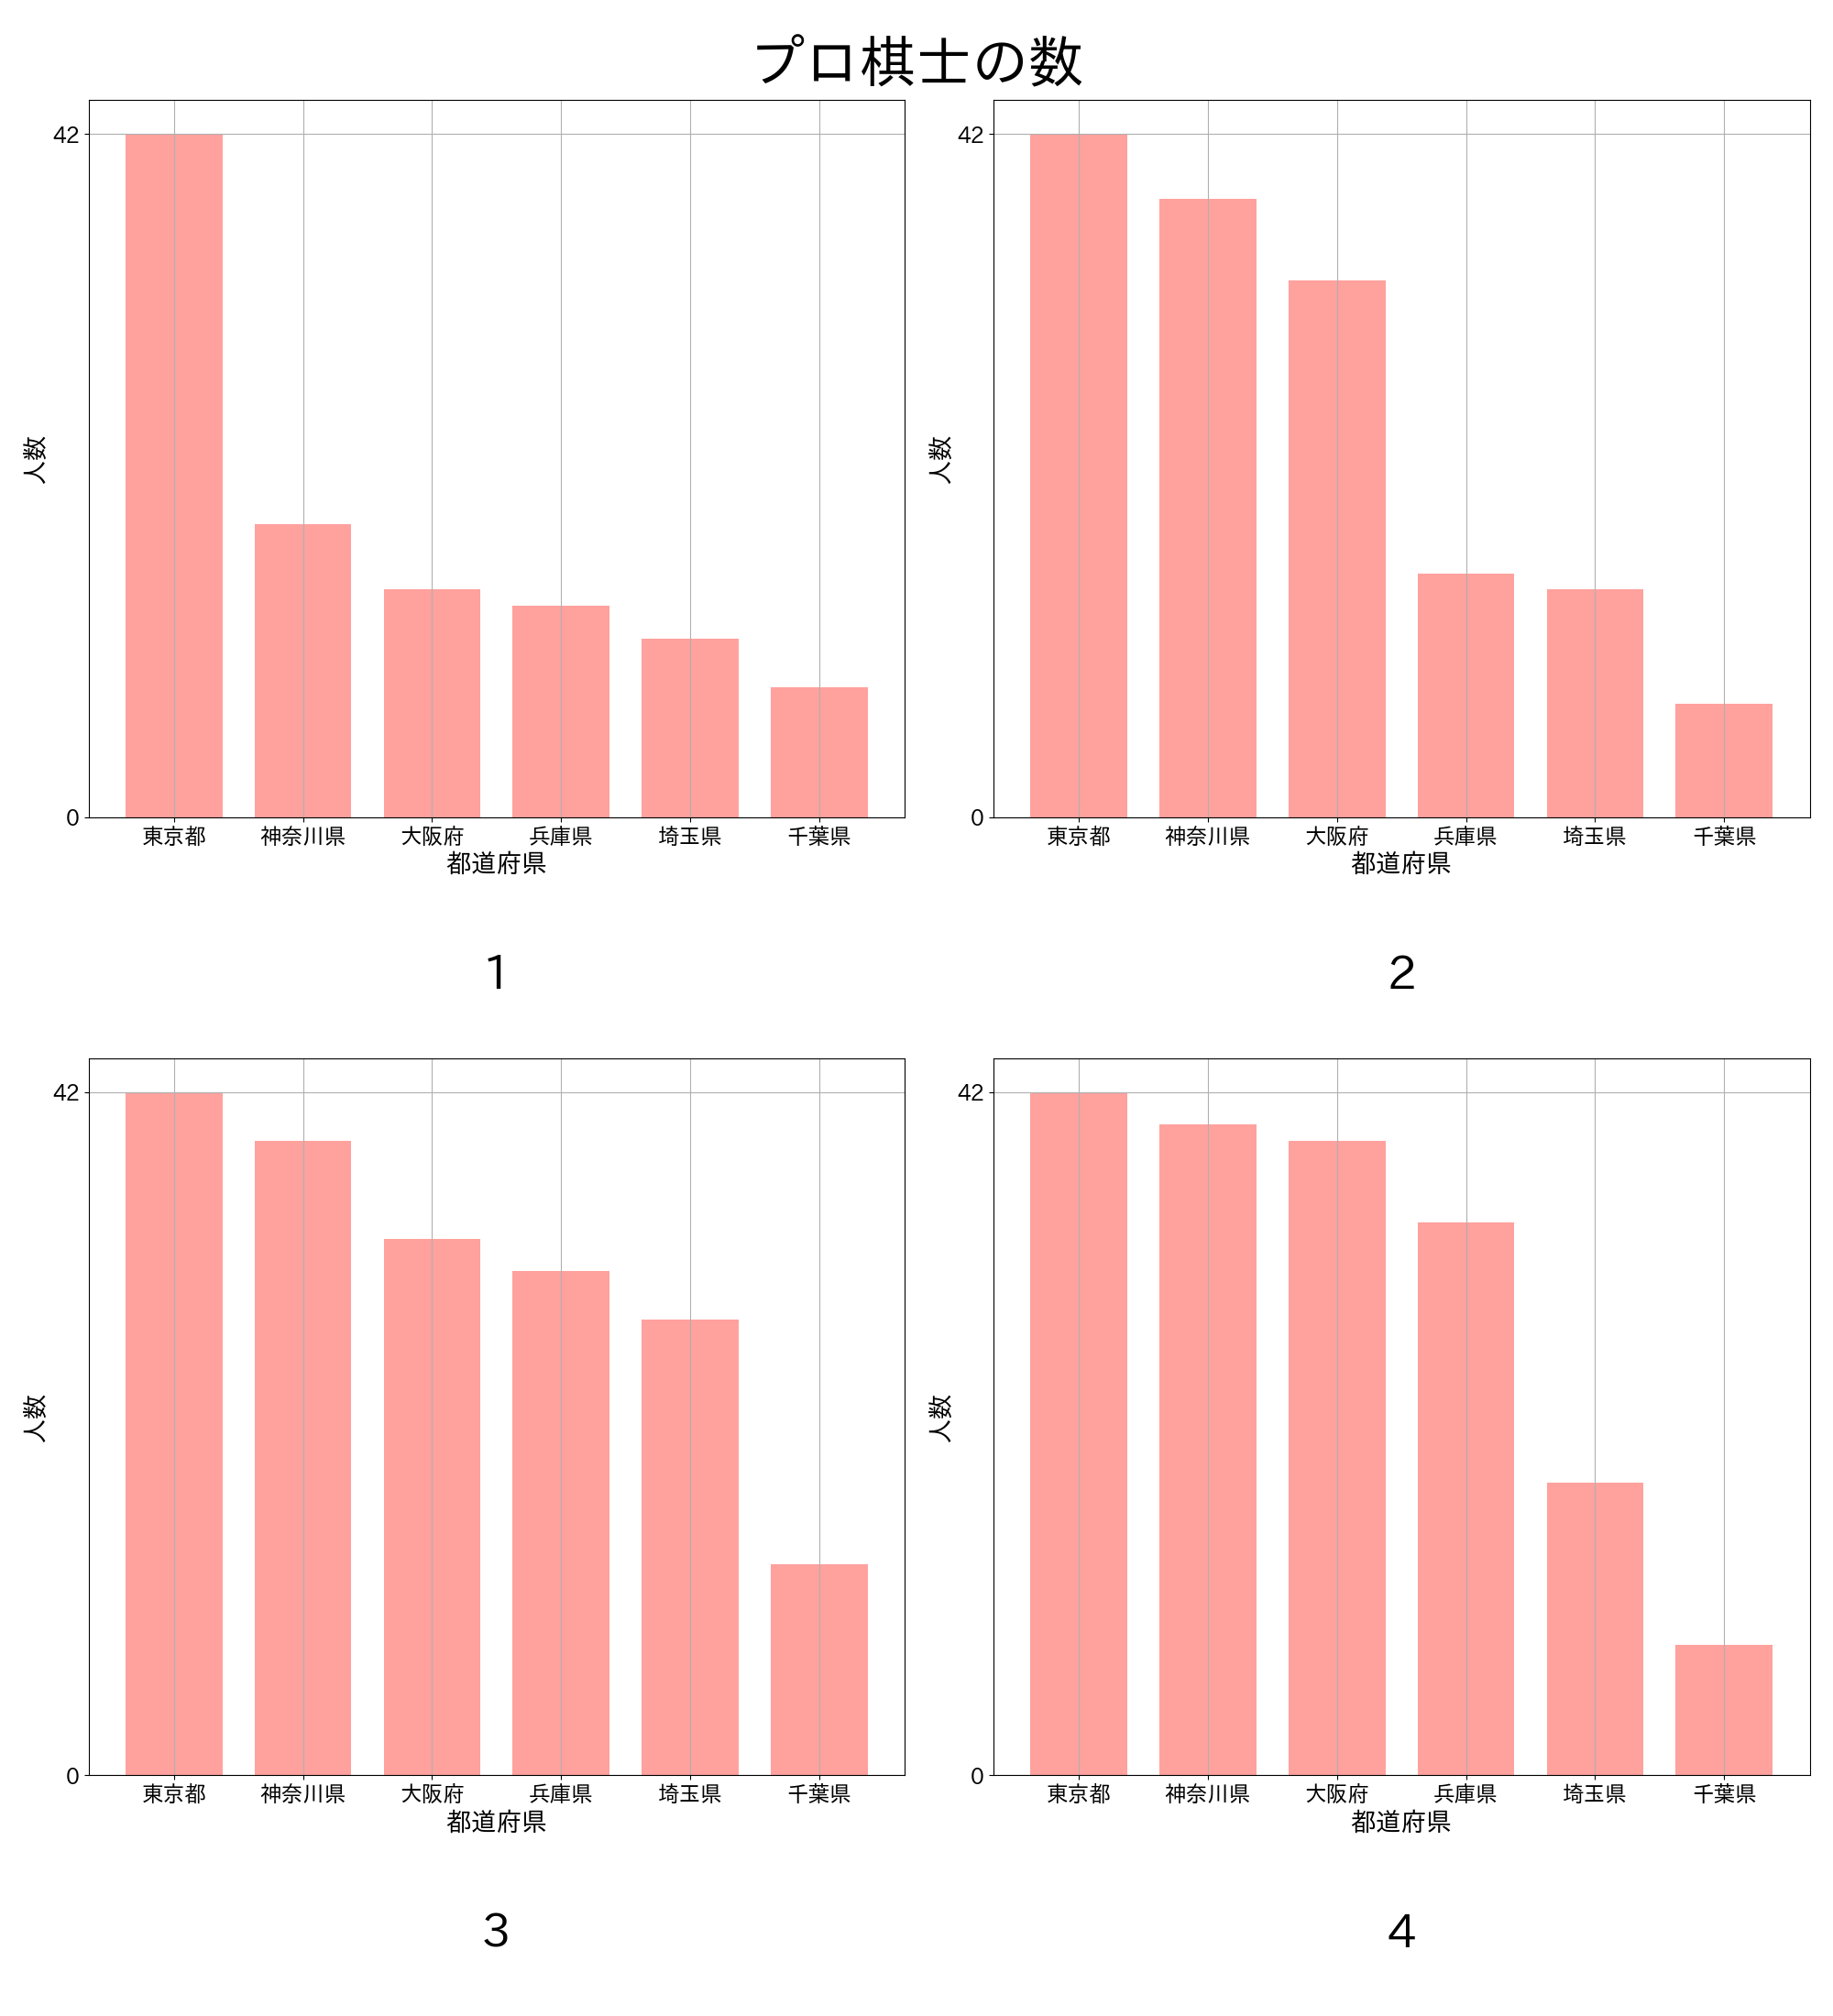 プロ棋士の数
42
0
人数
東京都 神奈川県 大阪府 兵庫県 埼玉県 千葉県
都道府県
1
42
0
人数
東京都 神奈川県 大阪府 兵庫県 埼玉県 千葉県
都道府県
2
42
0
人数
東京都 神奈川県 大阪府 兵庫県 埼玉県 千葉県
都道府県
3
42
0
人数
東京都 神奈川県 大阪府 兵庫県 埼玉県 千葉県
都道府県
4